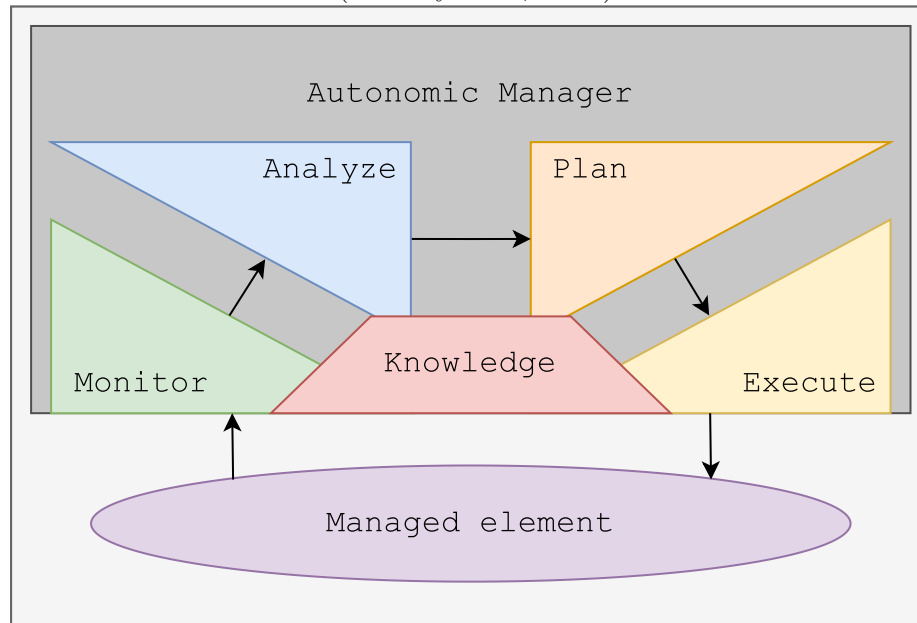 Autonomic Manager
Analyze
Plan
Monitor
Knowledge
Execute
Managed element